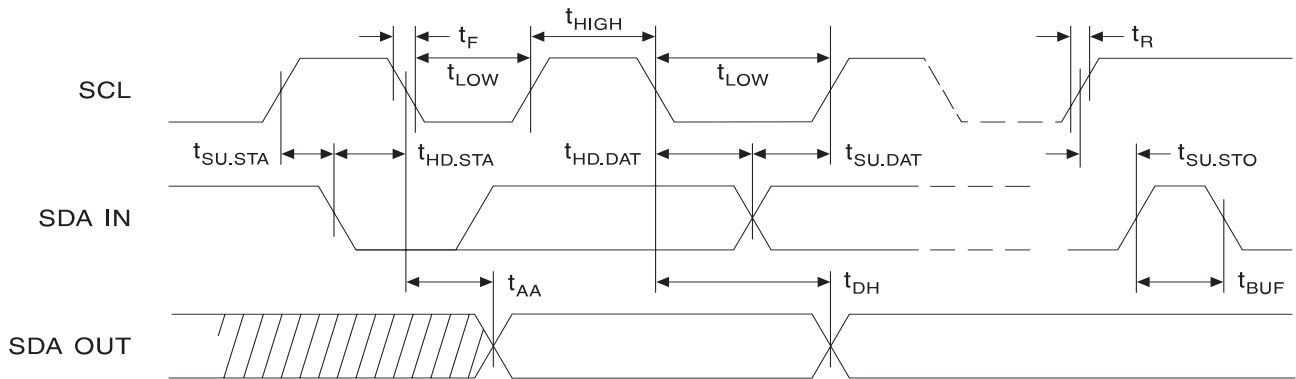 tHIGH
tF
tR
tLOW
tLOW
SCL
tSU.STA
tHD.STA
tHD.DAT
tSU.DAT
tSU.STO
SDA IN
tAA
tDH
tBUF
SDA OUT